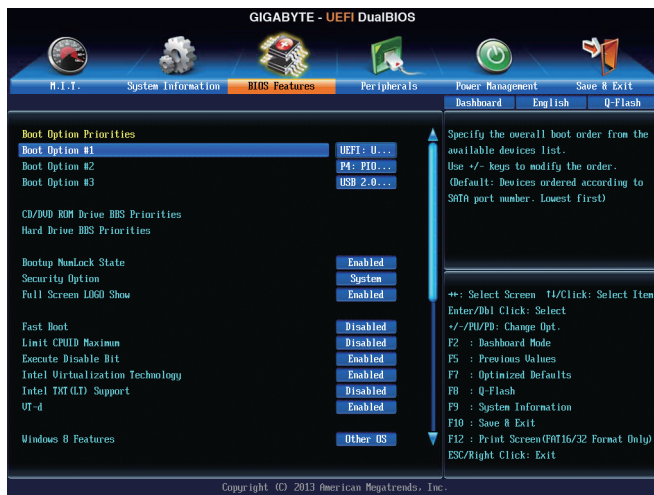 GIGABYTE - UEFI DualBIOS
M.I.T. System Information BIOS Features Peripherals Power Management Save & Exit
Dashboard English Q-Flash
Boot Option Priorities
Boot Option #1 UEFI: U...
Boot Option #2 P4: PIO...
Boot Option #3 USB 2.0...
CD/DVD ROM Drive BBS Priorities
Hard Drive BBS Priorities
Bootup NumLock State Enabled
Security Option System
Full Screen LOGO Show Enabled
Fast Boot Disabled
Limit CPUID Maximum Disabled
Execute Disable Bit Enabled
Intel Virtualization Technology Enabled
Intel TXT(LT) Support Disabled
VT-d Enabled
Windows 8 Features Other OS
Specify the overall boot order from the
available devices list.
Use +/- keys to modify the order.
(Default: Devices ordered according to
SATA port number. Lowest first)
→←: Select Screen ↑↓/Click: Select Item
Enter/Dbl Click: Select
+/-/PU/PD: Change Opt.
F2 : Dashboard Mode
F5 : Previous Values
F7 : Optimized Defaults
F8 : Q-Flash
F9 : System Information
F10 : Save & Exit
F12 : Print Screen(FAT16/32 Format Only)
ESC/Right Click: Exit
Copyright (C) 2013 American Megatrends, Inc.